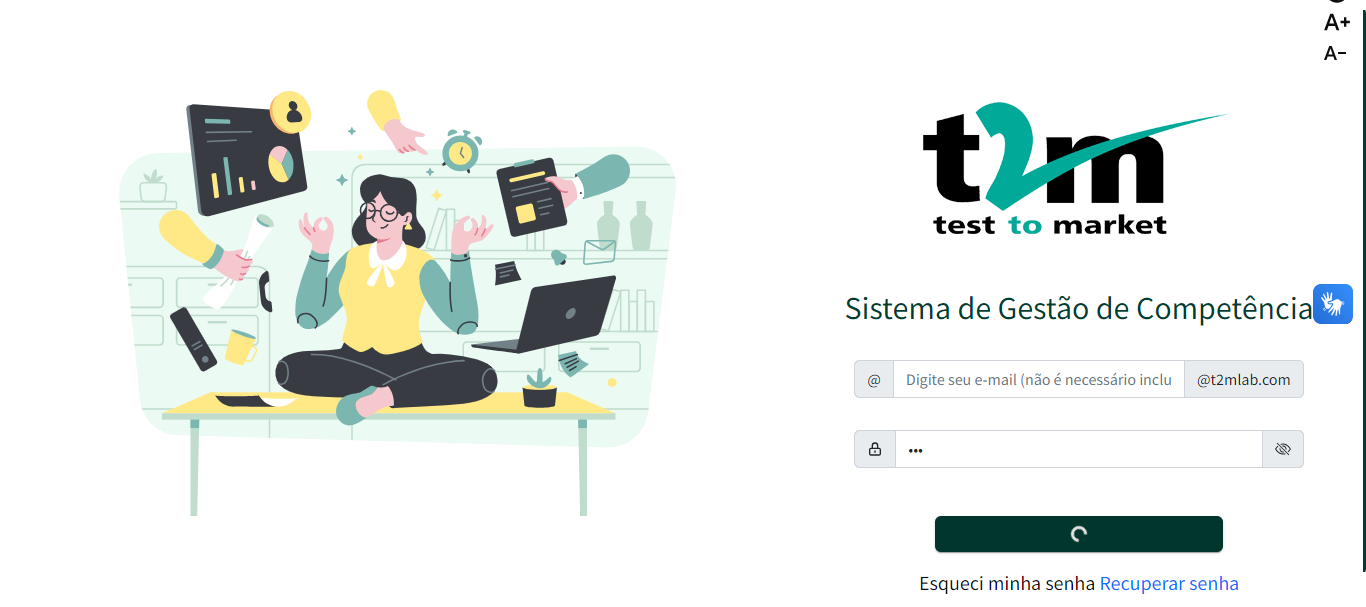 A+
A-
t2m
test to market
Sistema de Gestão de Competência
@ Digite seu e-mail (não é necessário inclu @t2mlab.com
•••
Esqueci minha senha Recuperar senha